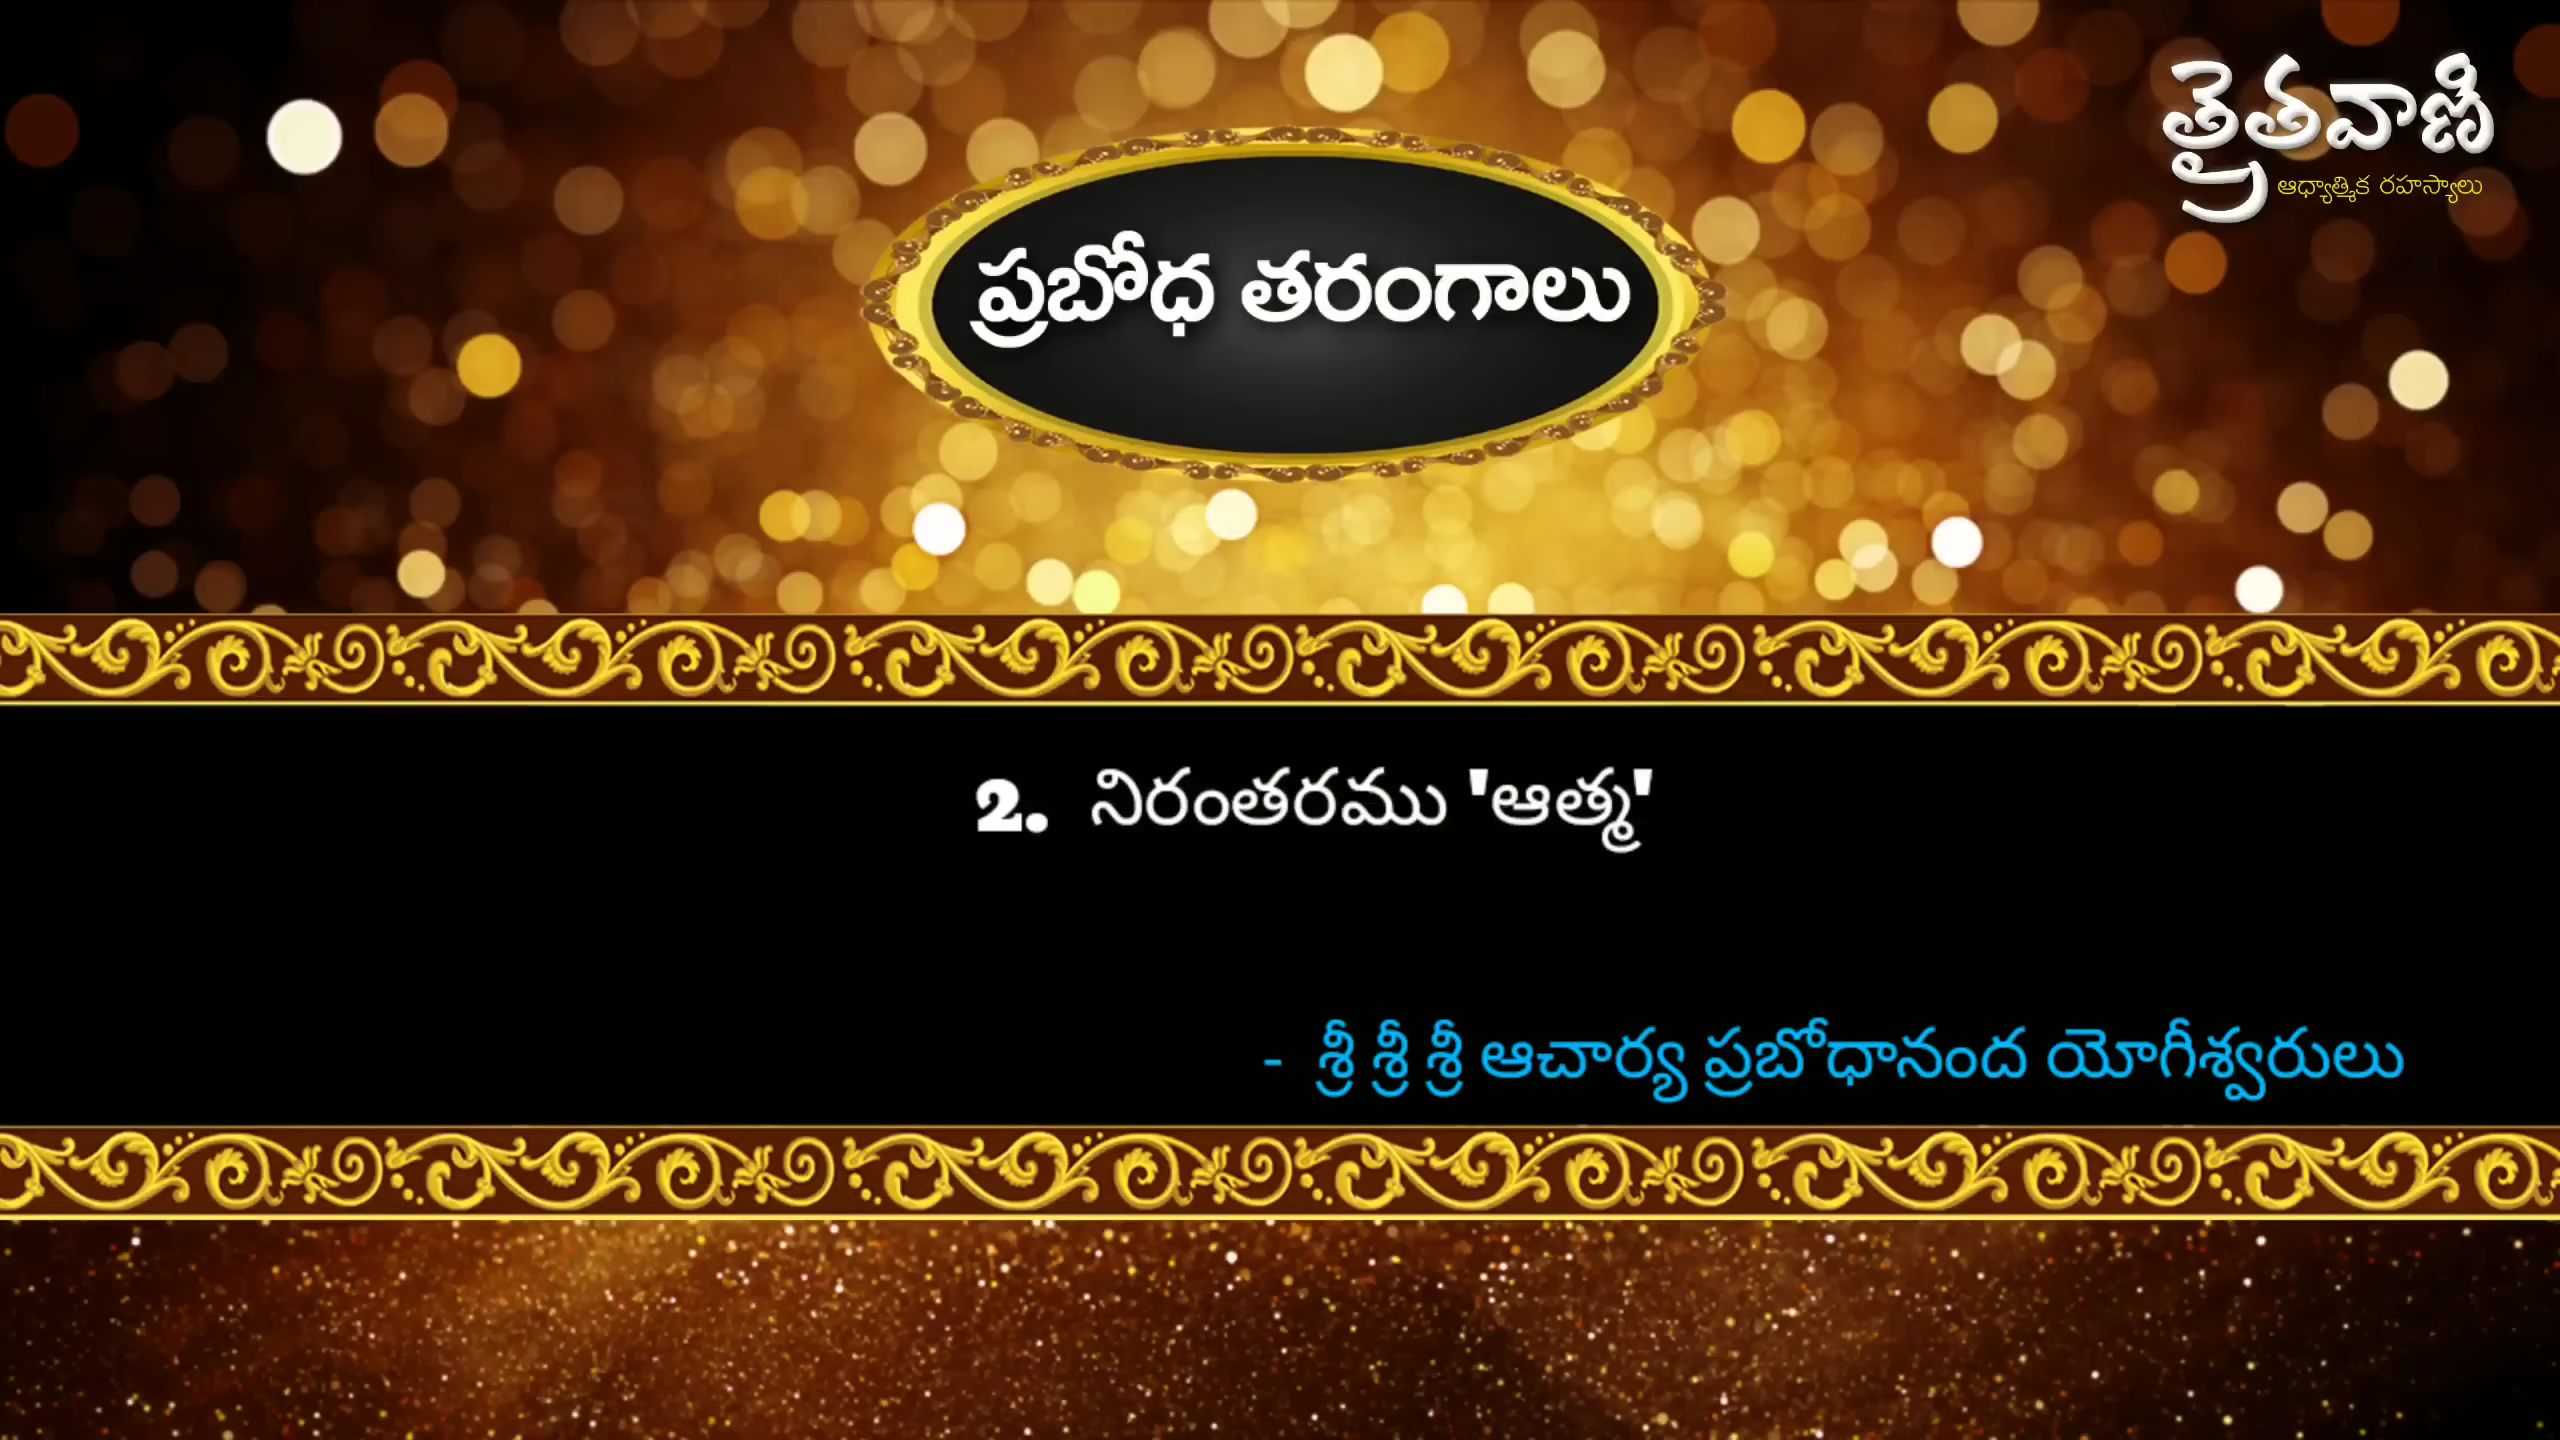 త్రైతవాణి
ఆధ్యాత్మిక రహస్యాలు
ప్రబోధ తరంగాలు
2. నిరంతరము 'ఆత్మ'
- శ్రీ శ్రీ శ్రీ ఆచార్య ప్రబోధానంద యోగీశ్వరులు